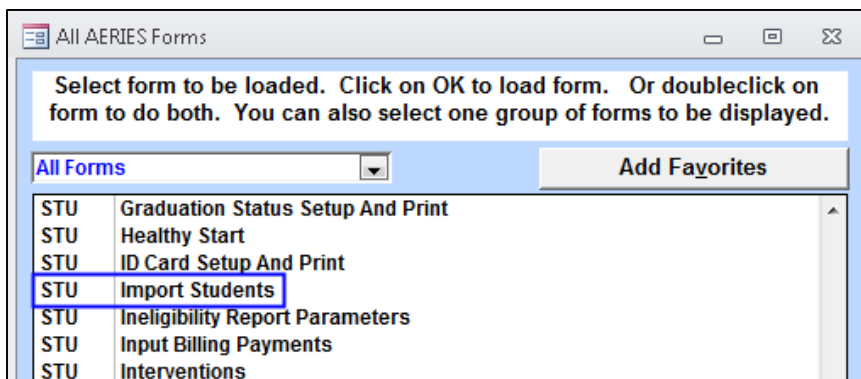 All AERIES Forms
Select form to be loaded. Click on OK to load form. Or doubleclick on
form to do both. You can also select one group of forms to be displayed.
All Forms
Add Favorites
STU Graduation Status Setup And Print
STU Healthy Start
STU ID Card Setup And Print
STU Import Students
STU Ineligibility Report Parameters
STU Input Billing Payments
STU Interventions